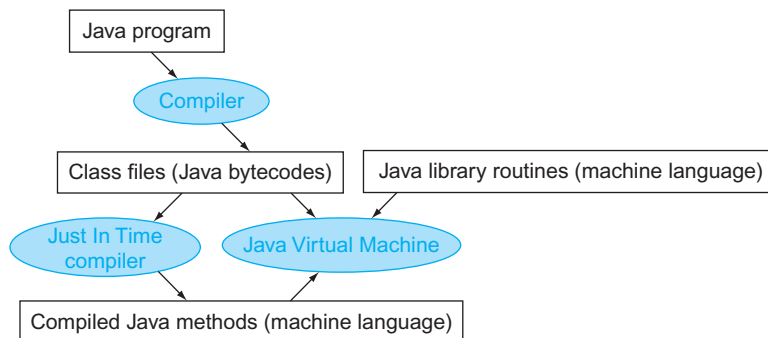 Java program
Compiler
Class files (Java bytecodes)
Java library routines (machine language)
Just In Time
compiler
Java Virtual Machine
Compiled Java methods (machine language)